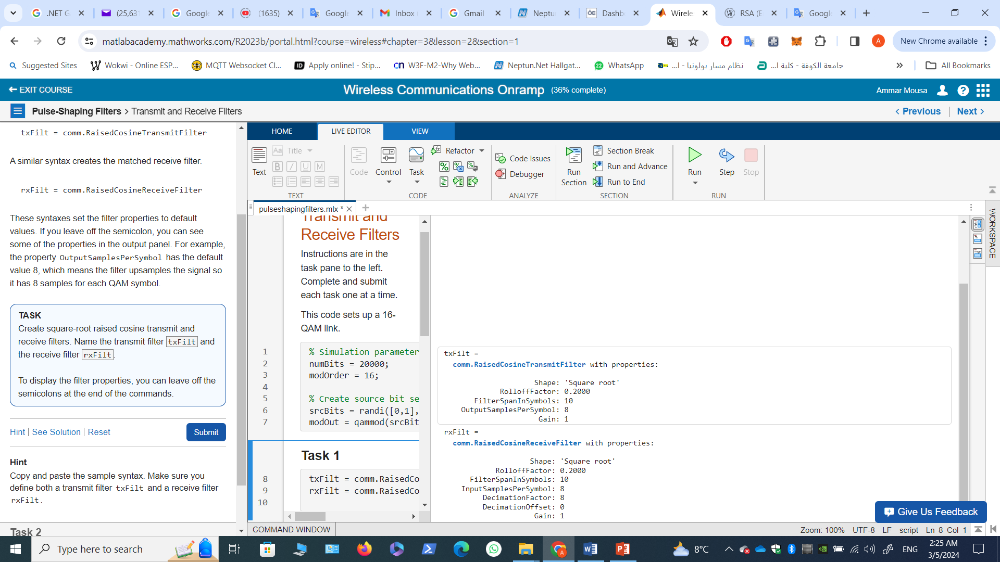 .NET G
(25,631
Google
(1635)
Google
Inbox (
Gmail
Neptu
Dashb
Wirele
RSA (E
Google
matlabacademy.mathworks.com/R2023b/portal.html?course=wireless#chapter=3&lesson=2&section=1
A
New Chrome available
Suggested Sites
Wokwi - Online ESP...
MQTT Websocket Cl...
Apply online! - Stip...
W3F-M2-Why Web...
Neptun.Net Hallgat...
WhatsApp
نظام مسار بولونيا - ا...
جامعة الكوفة - كلية ا...
All Bookmarks
EXIT COURSE
Wireless Communications Onramp (36% complete)
Ammar Mousa
Pulse-Shaping Filters > Transmit and Receive Filters
< Previous
Next >
txFilt = comm.RaisedCosineTransmitFilter
A similar syntax creates the matched receive filter.
rxFilt = comm.RaisedCosineReceiveFilter
These syntaxes set the filter properties to default
values. If you leave off the semicolon, you can see
some of the properties in the output panel. For example,
the property OutputSamplesPerSymbol has the default
value 8, which means the filter upsamples the signal so
it has 8 samples for each QAM symbol.
TASK
Create square-root raised cosine transmit and
receive filters. Name the transmit filter txFilt and
the receive filter rxFilt.
To display the filter properties, you can leave off the
semicolons at the end of the commands.
Hint | See Solution | Reset
Submit
Hint
Copy and paste the sample syntax. Make sure you
define both a transmit filter txFilt and a receive filter
rxFilt.
Task 2
HOME
LIVE EDITOR
VIEW
Text
Aa Title
B I U M
TEXT
Code
Control
Task
Refactor
CODE
Code Issues
Debugger
ANALYZE
Run
Section
Section Break
Run and Advance
Run to End
SECTION
Run
Step
Stop
RUN
pulseshapingfilters.mlx *
WORKSPACE
Transmit and
Receive Filters
Instructions are in the
task pane to the left.
Complete and submit
each task one at a time.
This code sets up a 16-
QAM link.
1 % Simulation parameter
2 numBits = 20000;
3 modOrder = 16;
4
5 % Create source bit se
6 srcBits = randi([0,1],
7 modOut = qammod(srcBit
Task 1
8 txFilt = comm.RaisedCo
9 rxFilt = comm.RaisedCo
10
txFilt =
comm.RaisedCosineTransmitFilter with properties:
Shape: 'Square root'
RolloffFactor: 0.2000
FilterSpanInSymbols: 10
OutputSamplesPerSymbol: 8
Gain: 1
rxFilt =
comm.RaisedCosineReceiveFilter with properties:
Shape: 'Square root'
RolloffFactor: 0.2000
FilterSpanInSymbols: 10
InputSamplesPerSymbol: 8
DecimationFactor: 8
DecimationOffset: 0
Gain: 1
Give Us Feedback
COMMAND WINDOW
Zoom: 100% UTF-8 LF script Ln 8 Col 1
Type here to search
8°C
ENG
2:25 AM
3/5/2024